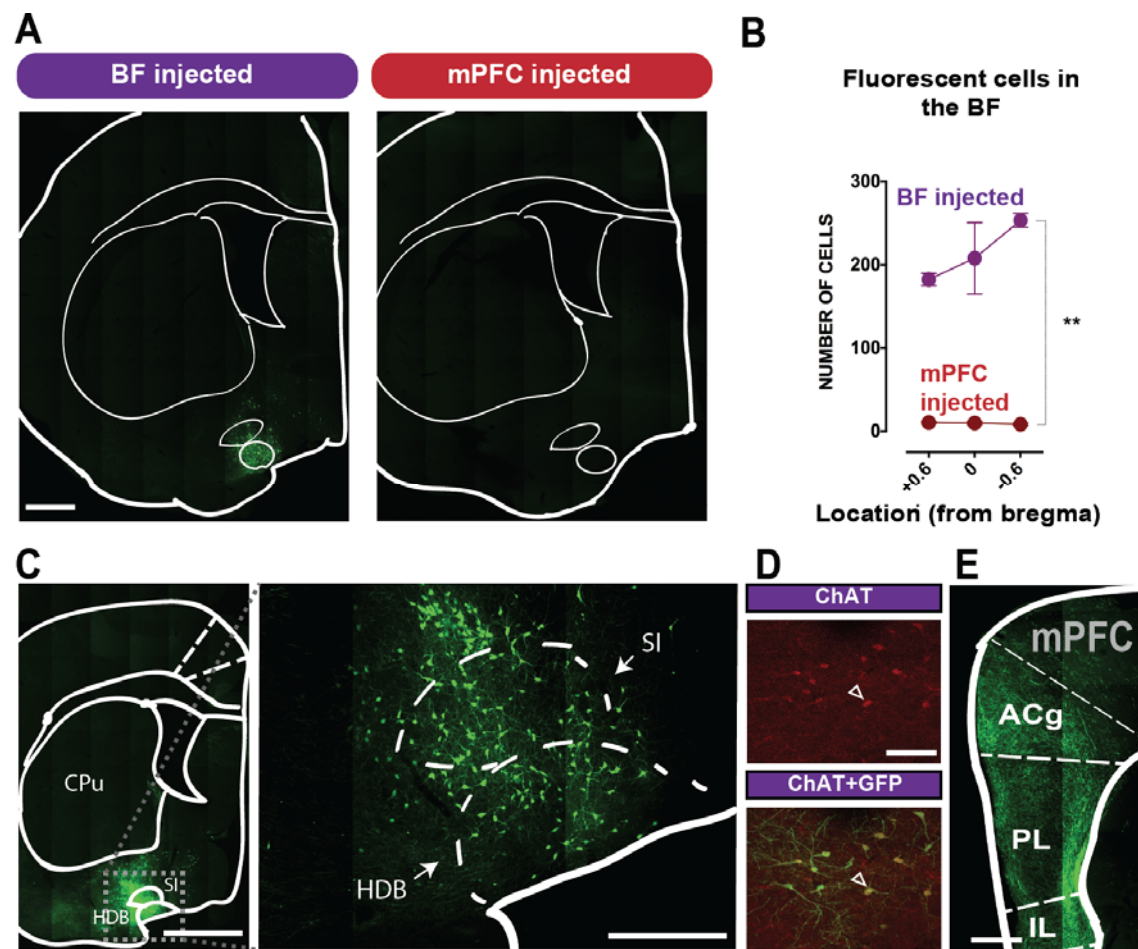 A
BF injected
mPFC injected
B
Fluorescent cells in
the BF
300
200
100
0
NUMBER OF CELLS
BF injected
mPFC
injected
**
+0.6
0
-0.6
Location (from bregma)
C
CPu
SI
HDB
SI
HDB
D
ChAT
ChAT+GFP
E
mPFC
ACg
PL
IL